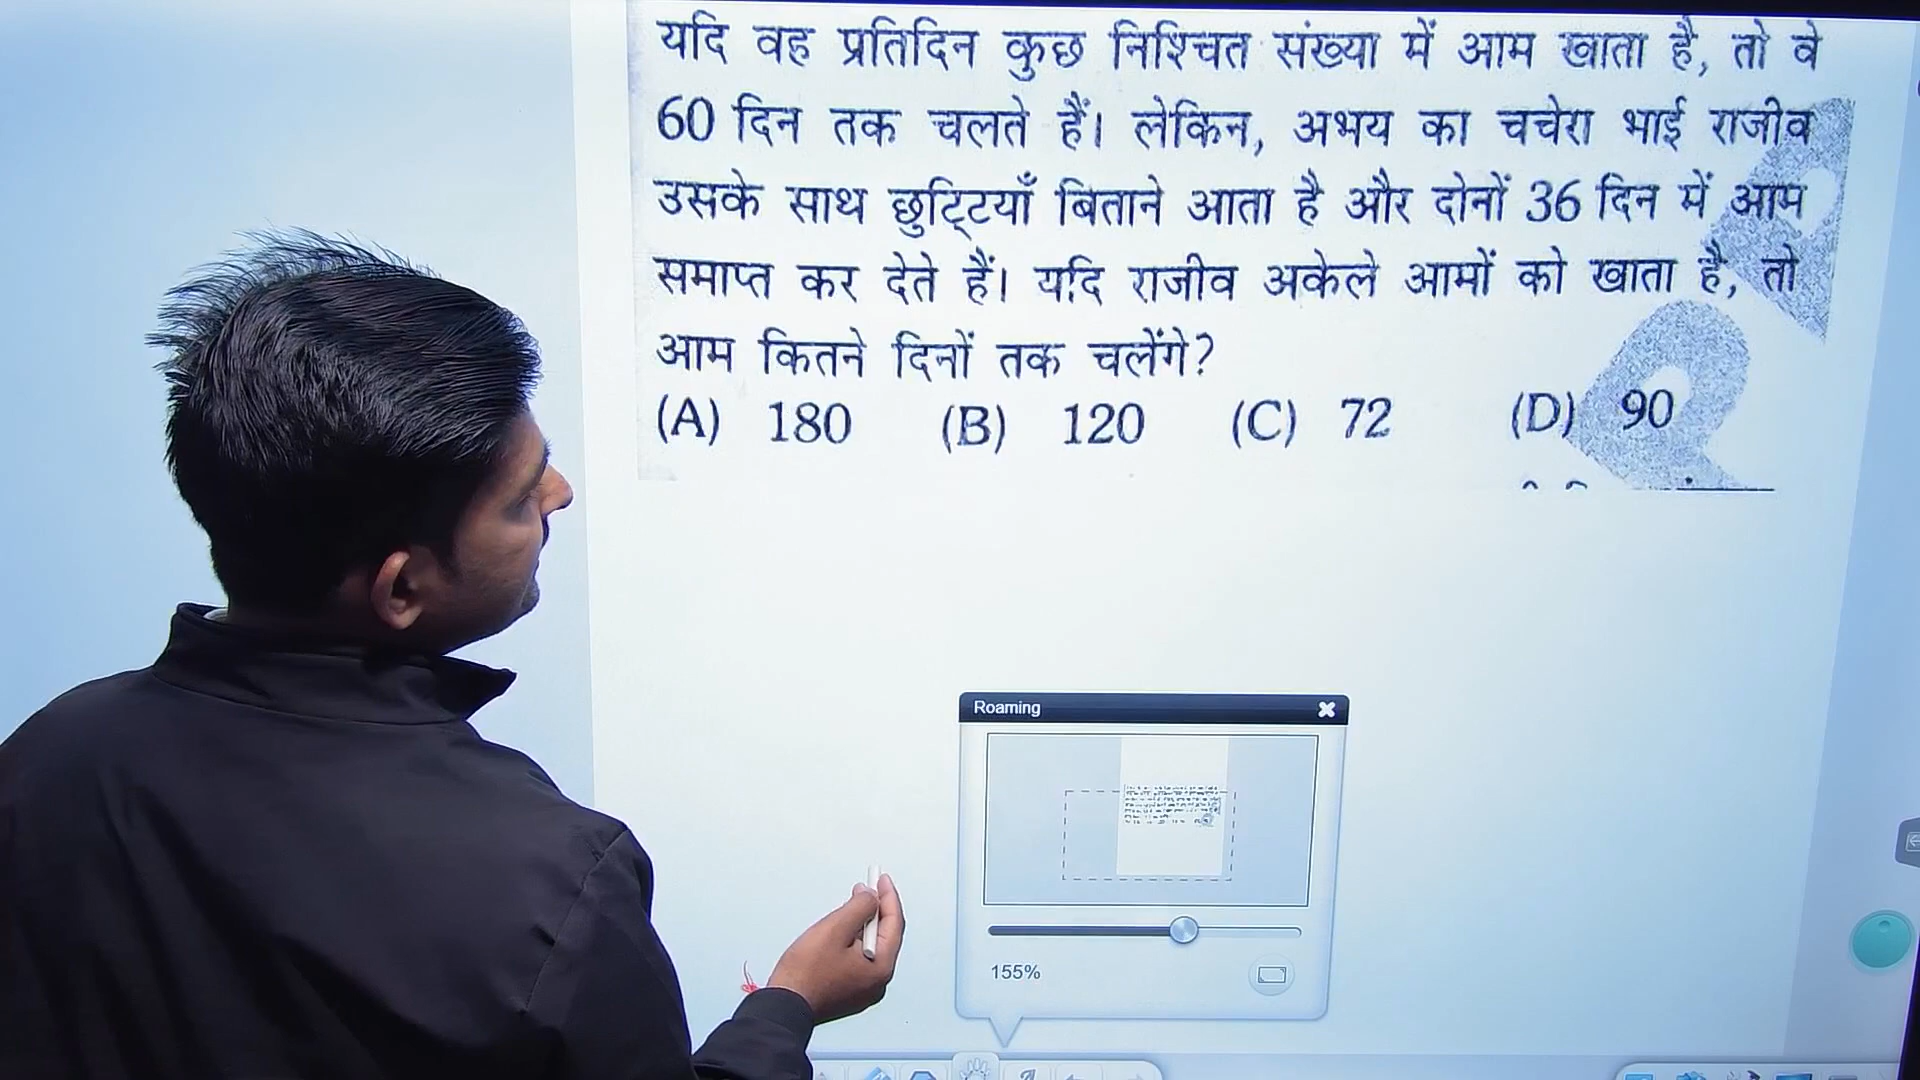 यदि वह प्रतिदिन कुछ निश्चित संख्या में आम खाता है, तो वे
60 दिन तक चलते हैं। लेकिन, अभय का चचेरा भाई राजीव
उसके साथ छुट्टियाँ बिताने आता है और दोनों 36 दिन में आम
समाप्त कर देते हैं। यदि राजीव अकेले आमों को खाता है, तो
आम कितने दिनों तक चलेंगे?
(A) 180 (B) 120 (C) 72 (D) 90
Roaming
155%